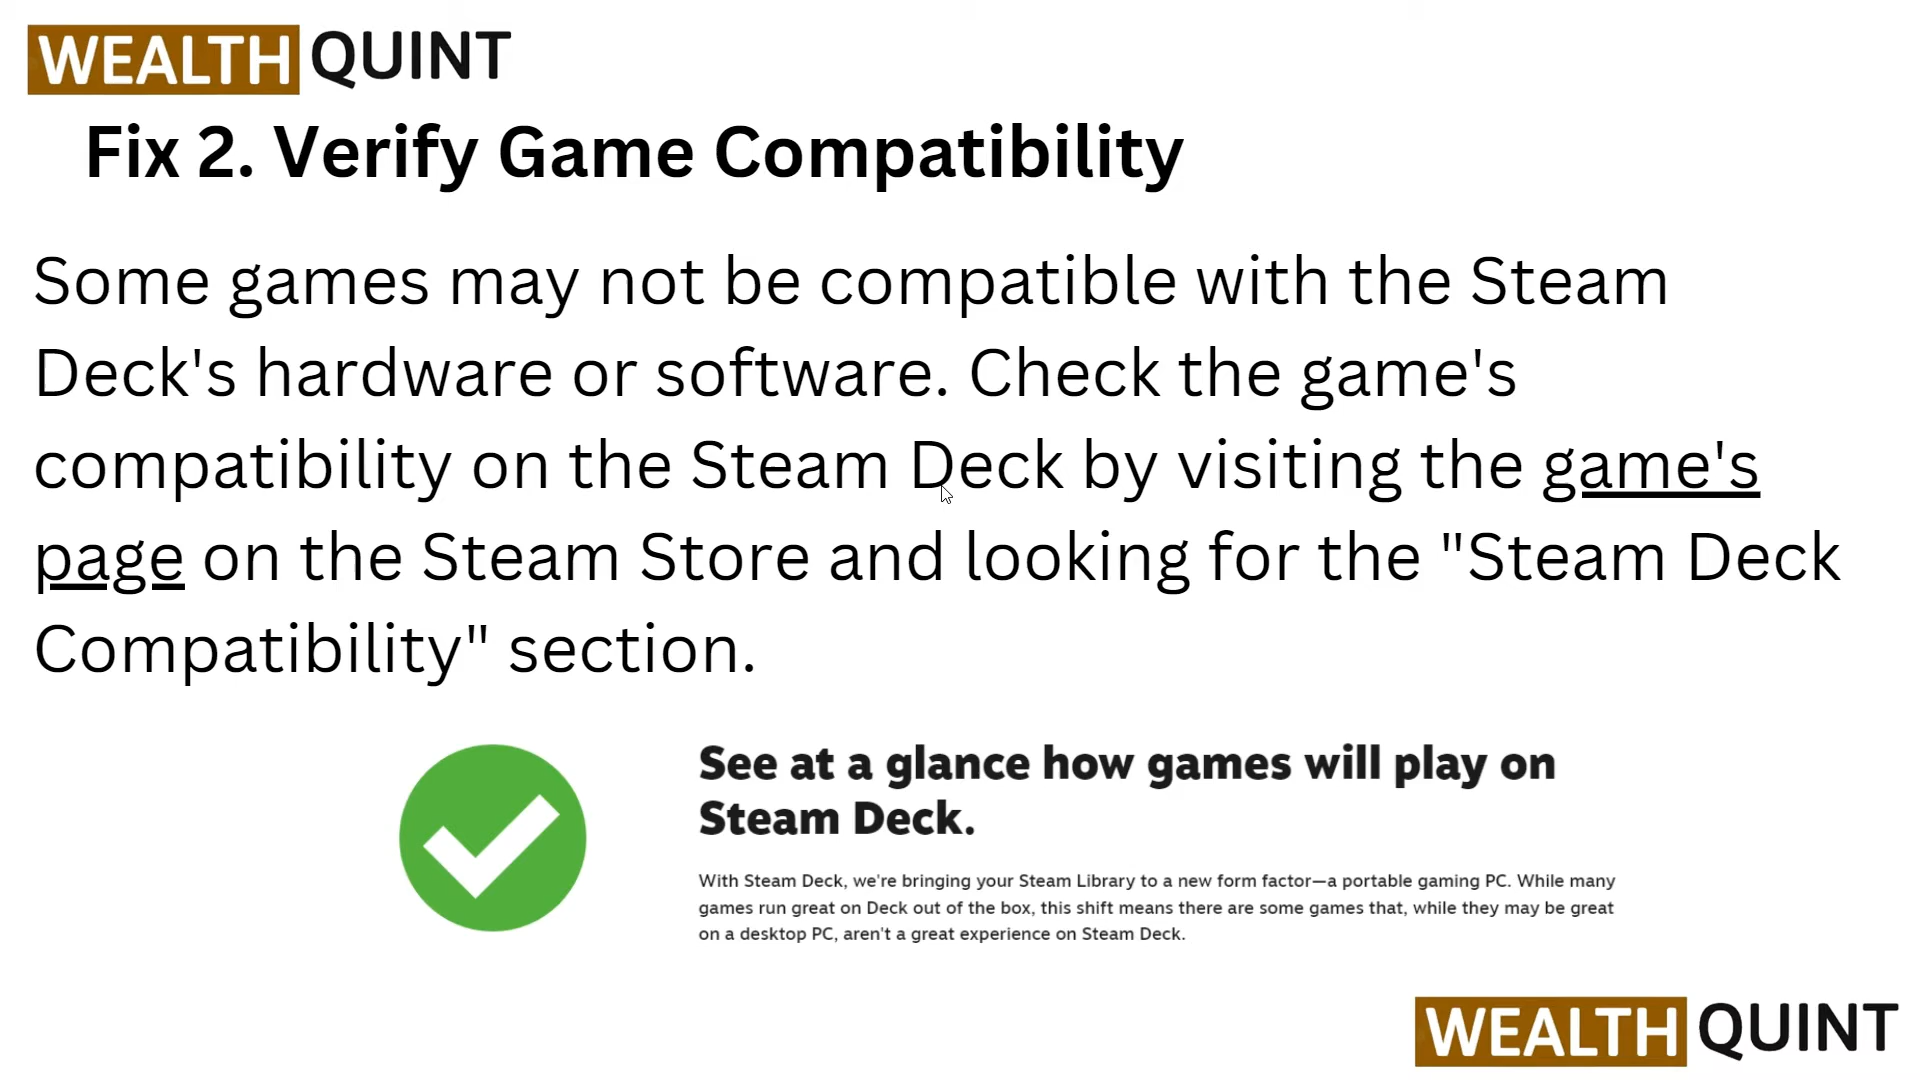 WEALTH QUINT
Fix 2. Verify Game Compatibility
Some games may not be compatible with the Steam
Deck's hardware or software. Check the game's
compatibility on the Steam Deck by visiting the game's
page on the Steam Store and looking for the "Steam Deck
Compatibility" section.
See at a glance how games will play on
Steam Deck.
With Steam Deck, we're bringing your Steam Library to a new form factor—a portable gaming PC. While many
games run great on Deck out of the box, this shift means there are some games that, while they may be great
on a desktop PC, aren't a great experience on Steam Deck.
WEALTH QUINT